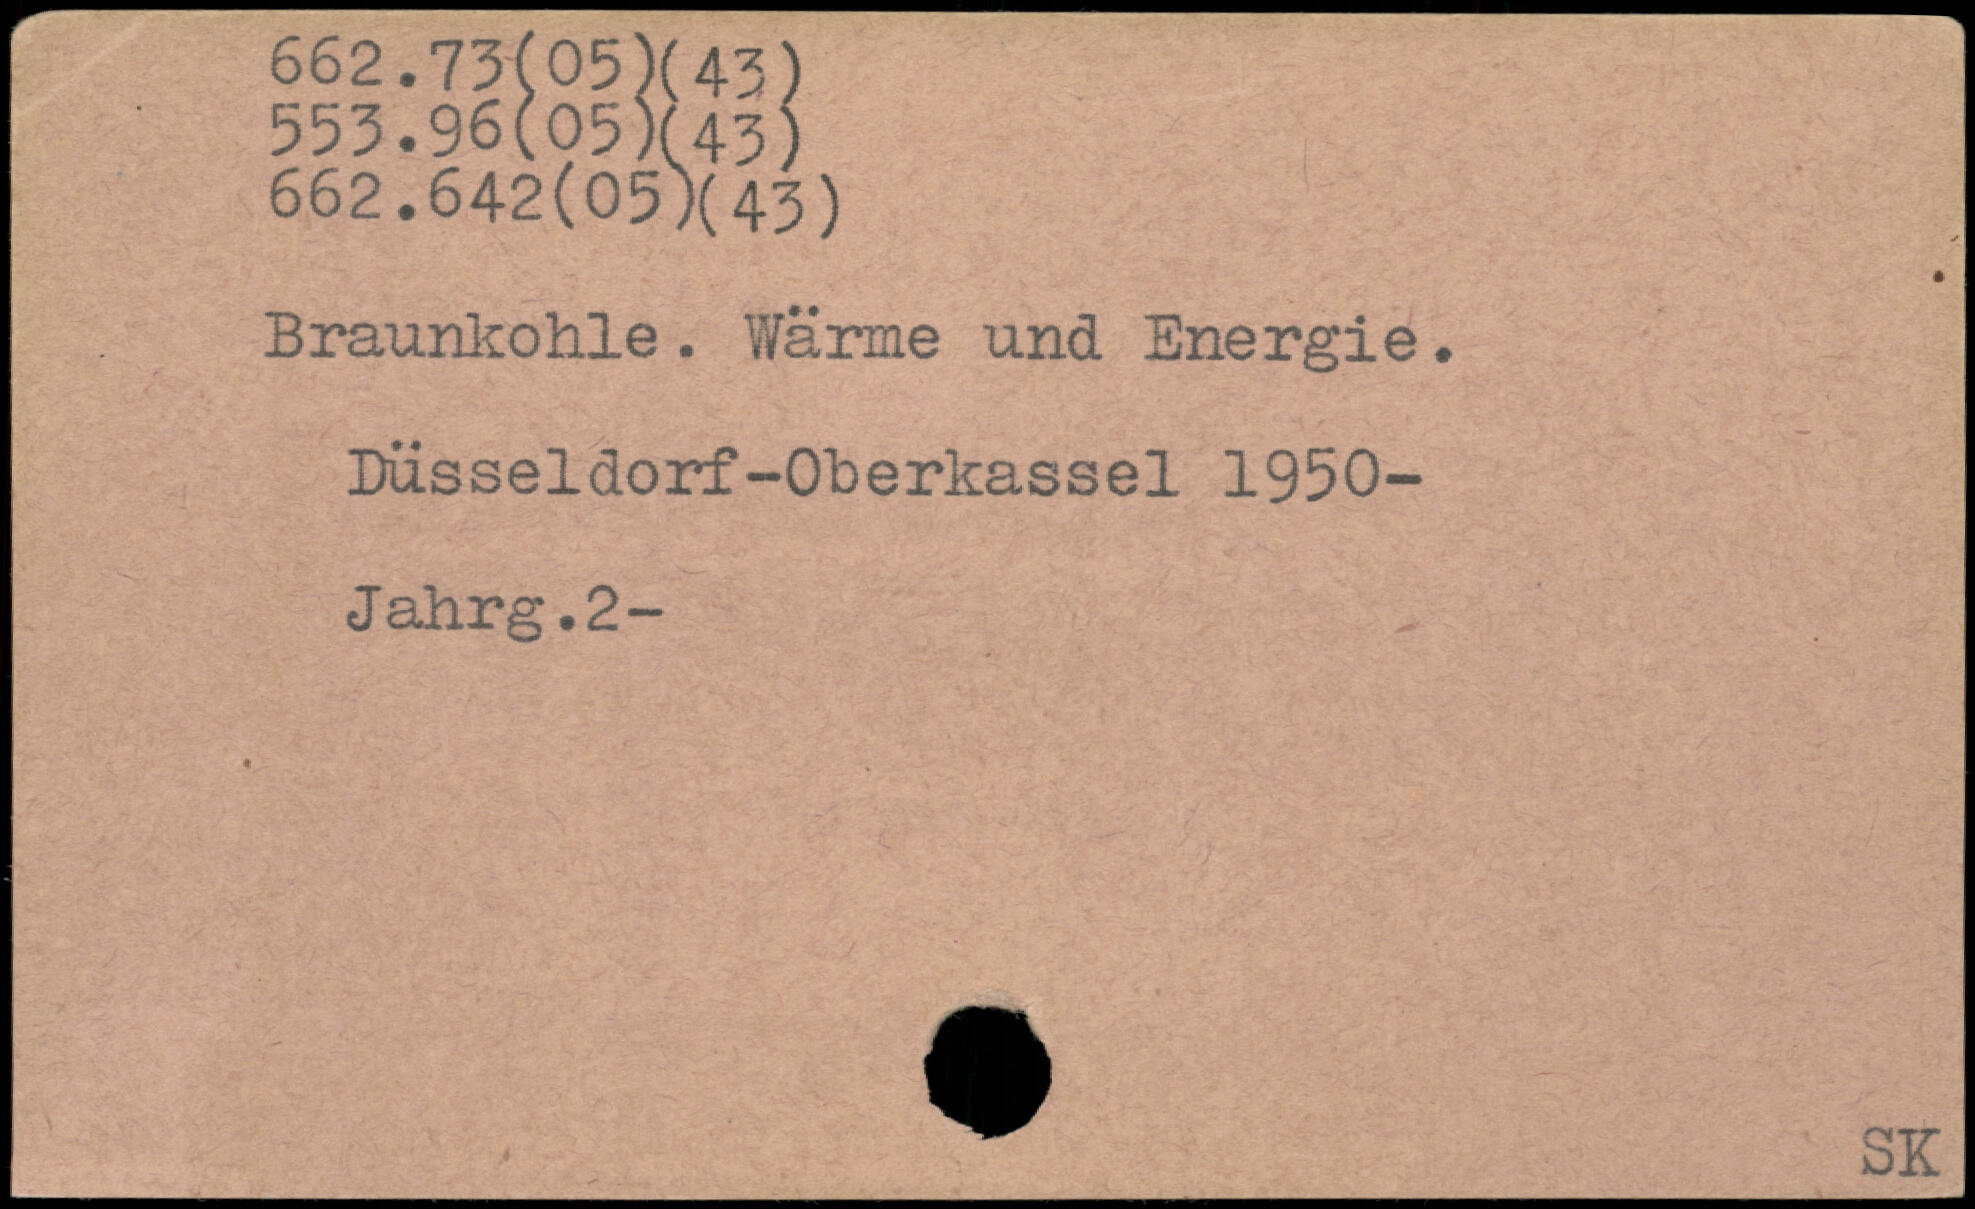 662.73(05)(43)
553.96(05)(43)
662.642(05)(43)
Braunkohle. Wärme und Energie.
Düsseldorf-Oberkassel 1950-
Jahrg.2-
SK